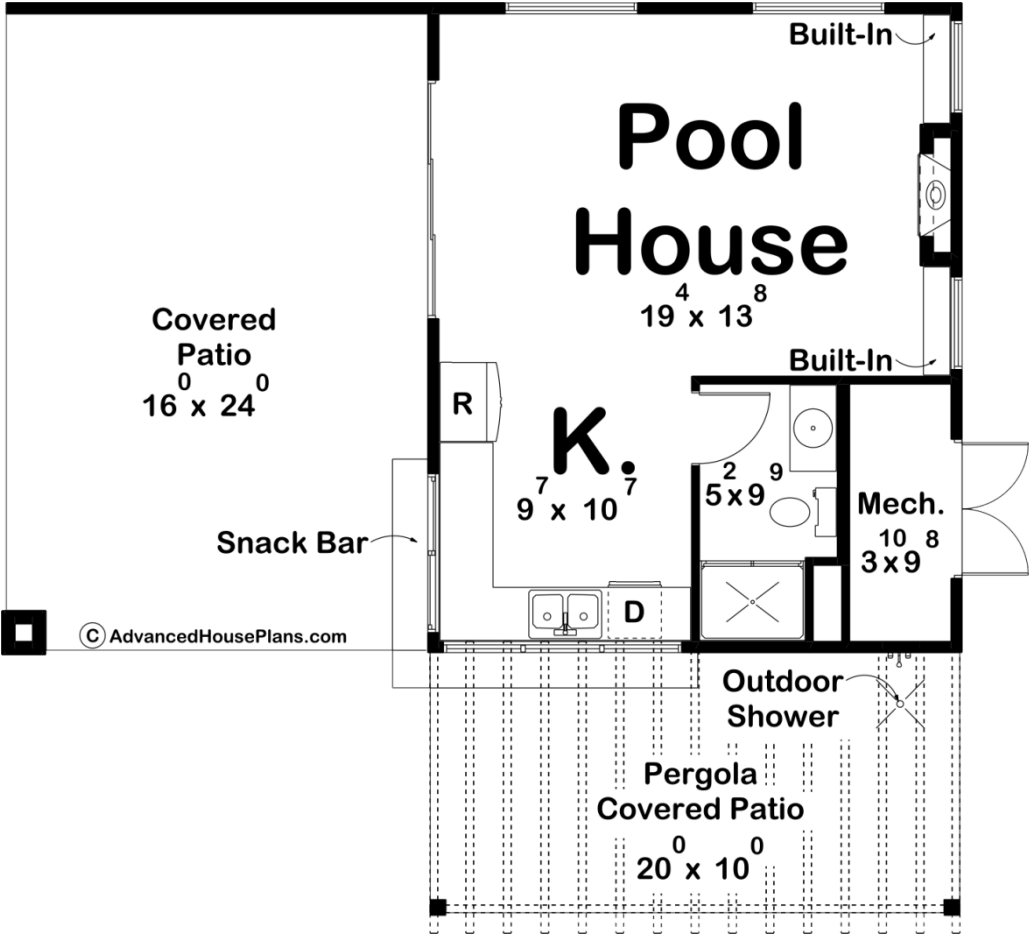 Built-In
Pool
House
19⁴ x 13⁸
Built-In
Covered
Patio
16⁰ x 24⁰
R
K.
9⁷ x 10⁷
5² x 9⁹
Mech.
3¹⁰ x 9⁸
Snack Bar
D
© AdvancedHousePlans.com
Outdoor
Shower
Pergola
Covered Patio
20⁰ x 10⁰